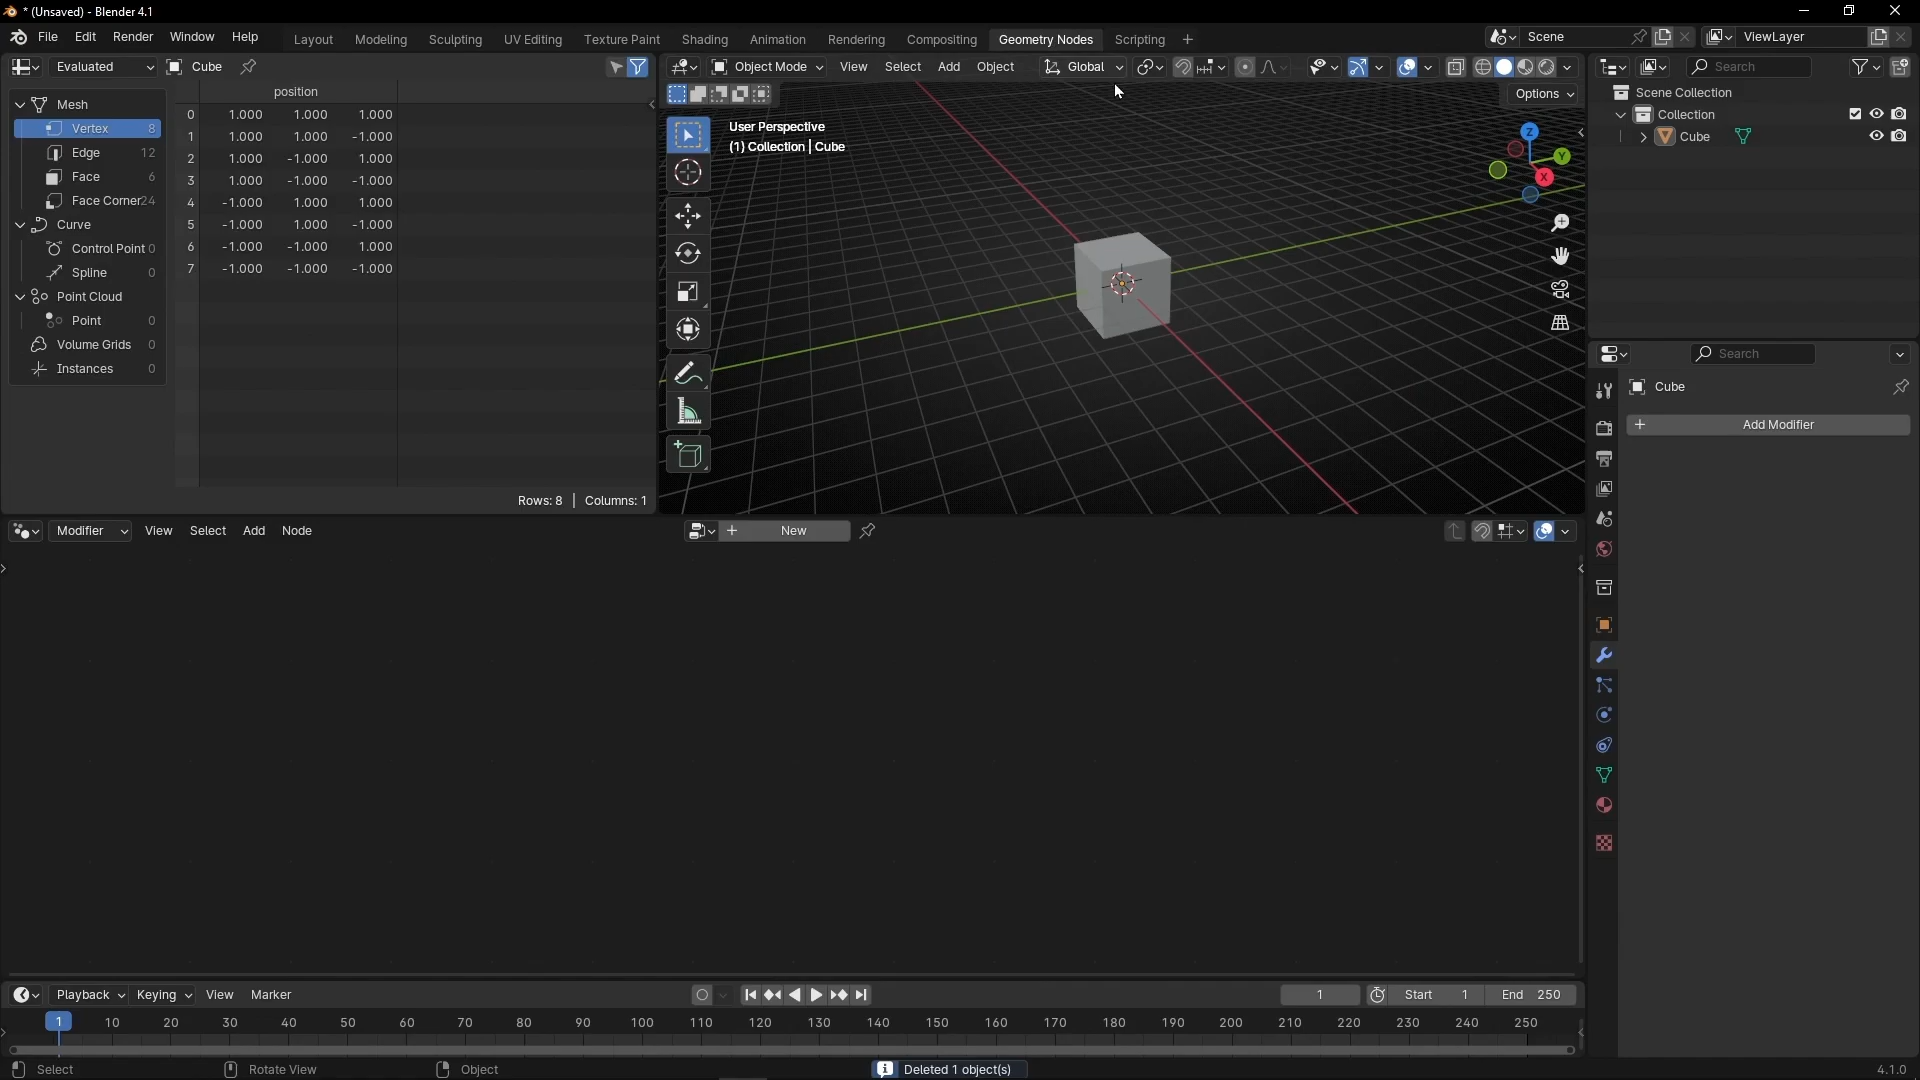 * (Unsaved) - Blender 4.1
File Edit Render Window Help Layout Modeling Sculpting UV Editing Texture Paint Shading Animation Rendering Compositing Geometry Nodes Scripting + Scene ViewLayer
Evaluated Cube
Object Mode View Select Add Object Global
Search
position
Mesh
Vertex 8
Edge 12
Face 6
Face Corner 24
Curve
Control Point 0
Spline 0
Point Cloud
Point 0
Volume Grids 0
Instances 0
0 1.000 1.000 1.000
1 1.000 1.000 -1.000
2 1.000 -1.000 1.000
3 1.000 -1.000 -1.000
4 -1.000 1.000 1.000
5 -1.000 1.000 -1.000
6 -1.000 -1.000 1.000
7 -1.000 -1.000 -1.000
Rows: 8 | Columns: 1
Options
User Perspective
(1) Collection | Cube
Z
Y
X
Scene Collection
Collection
Cube
Search
Cube
+ Add Modifier
Modifier View Select Add Node + New
Playback Keying View Marker 1 Start 1 End 250
1 10 20 30 40 50 60 70 80 90 100 110 120 130 140 150 160 170 180 190 200 210 220 230 240 250
Select Rotate View Object Deleted 1 object(s) 4.1.0